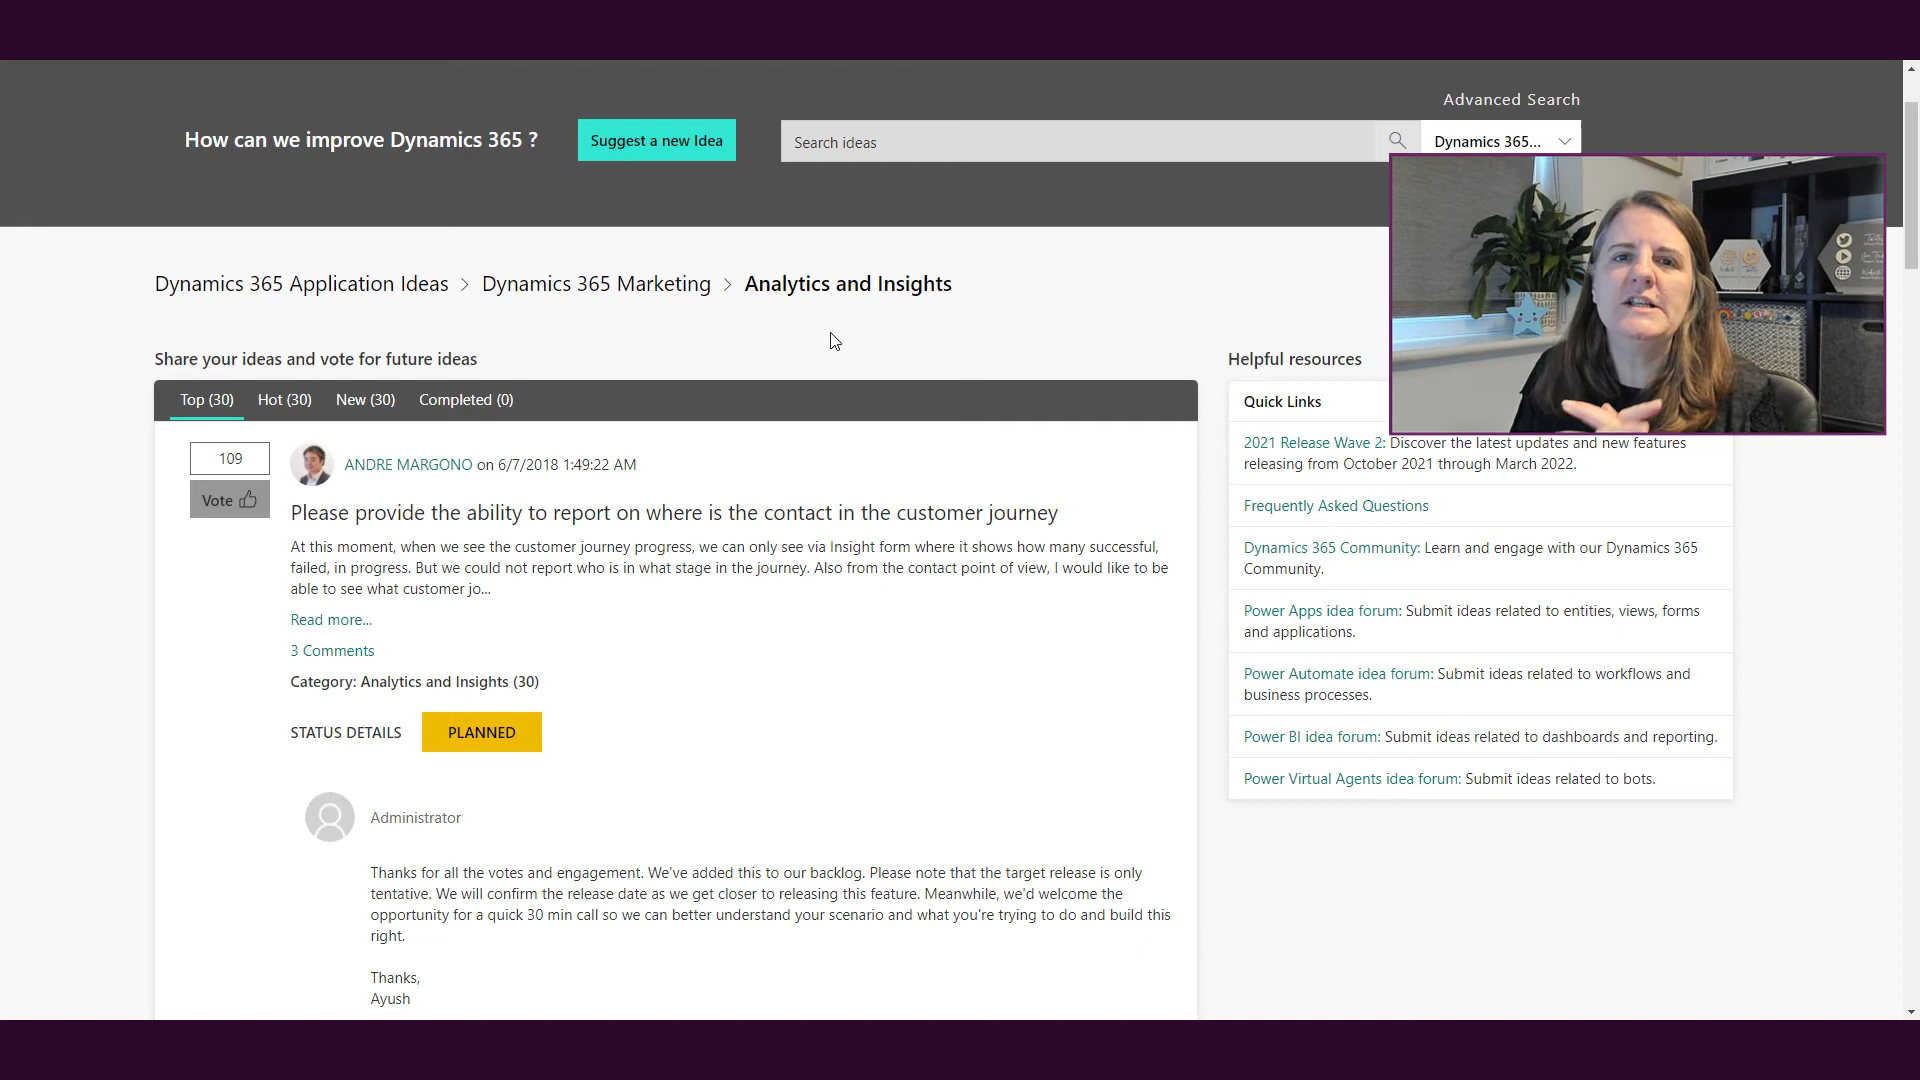 Advanced Search
How can we improve Dynamics 365 ?
Suggest a new Idea
Search ideas
Dynamics 365...
Dynamics 365 Application Ideas > Dynamics 365 Marketing > Analytics and Insights
Share your ideas and vote for future ideas
Top (30) Hot (30) New (30) Completed (0)
109
Vote
ANDRE MARGONO on 6/7/2018 1:49:22 AM
Please provide the ability to report on where is the contact in the customer journey
At this moment, when we see the customer journey progress, we can only see via Insight form where it shows how many successful,
failed, in progress. But we could not report who is in what stage in the journey. Also from the contact point of view, I would like to be
able to see what customer jo...
Read more...
3 Comments
Category: Analytics and Insights (30)
STATUS DETAILS PLANNED
Administrator
Thanks for all the votes and engagement. We've added this to our backlog. Please note that the target release is only
tentative. We will confirm the release date as we get closer to releasing this feature. Meanwhile, we'd welcome the
opportunity for a quick 30 min call so we can better understand your scenario and what you're trying to do and build this
right.
Thanks,
Ayush
Helpful resources
Quick Links
2021 Release Wave 2: Discover the latest updates and new features
releasing from October 2021 through March 2022.
Frequently Asked Questions
Dynamics 365 Community: Learn and engage with our Dynamics 365
Community.
Power Apps idea forum: Submit ideas related to entities, views, forms
and applications.
Power Automate idea forum: Submit ideas related to workflows and
business processes.
Power BI idea forum: Submit ideas related to dashboards and reporting.
Power Virtual Agents idea forum: Submit ideas related to bots.